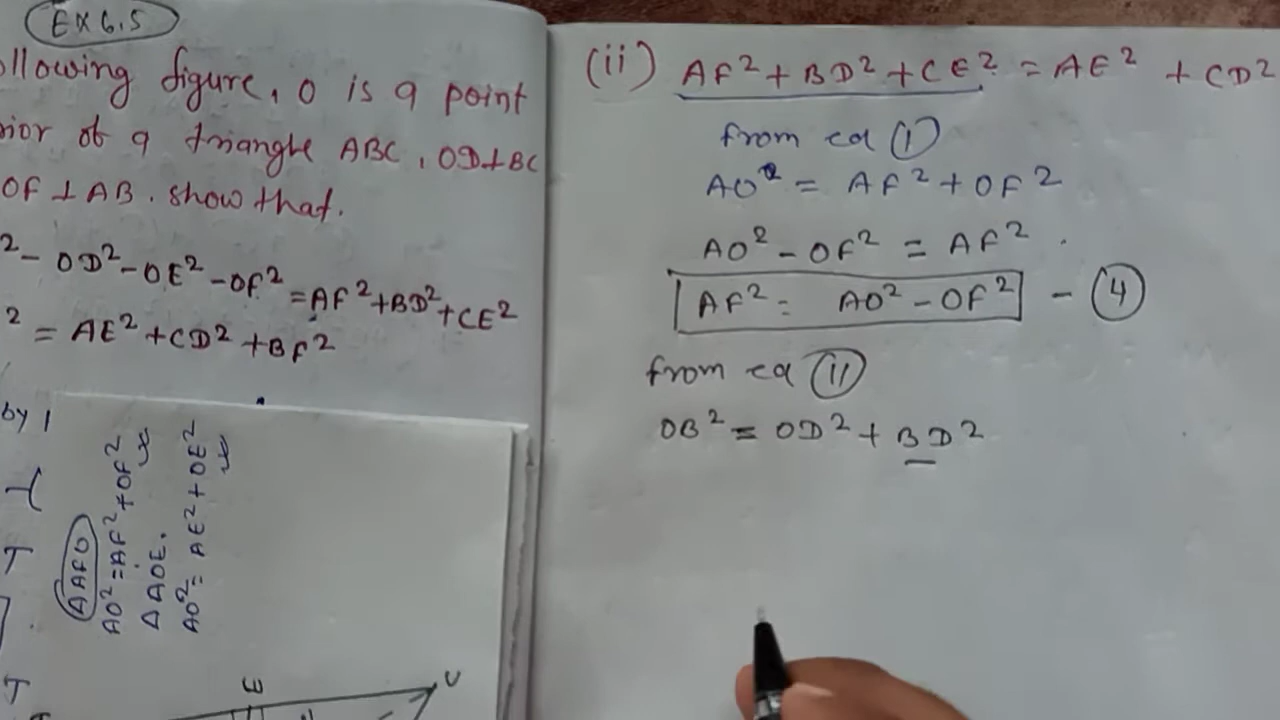 EX 6.5
ollowing figure, O is a point
rior of a triangle ABC, OD⊥BC
OF ⊥ AB. show that.
² - OD² - OE² - OF² = AF² + BD² + CE²
² = AE² + CD² + BF²
by
ΔAFO
AO² = AF² + OF²
ΔAOE.
AO² = AE² + OE²
E
C
(ii) AF² + BD² + CE² = AE² + CD²
from eq (1)
AO² = AF² + OF²
AO² - OF² = AF²
AF² = AO² - OF² - (4)
from eq (ii)
OB² = OD² + BD²